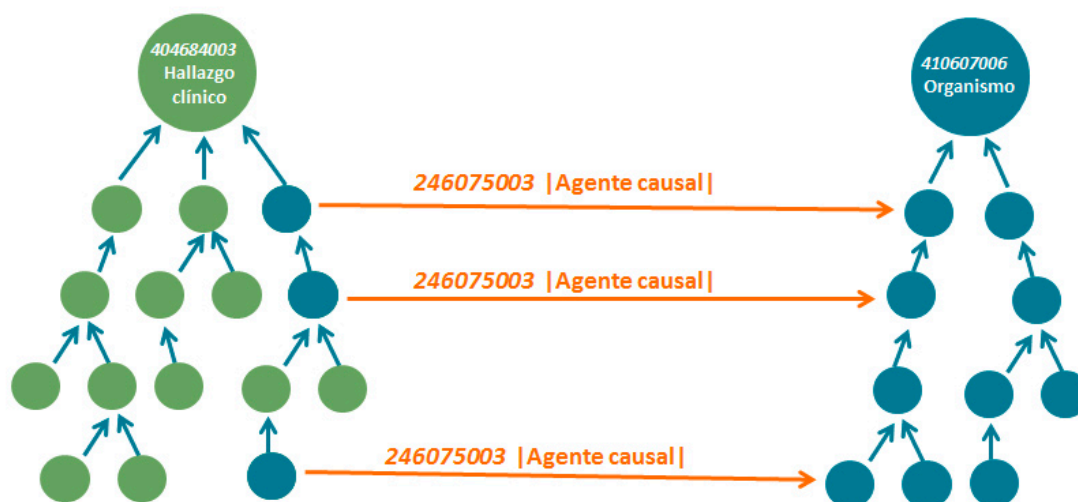 404684003
Hallazgo
clínico
410607006
Organismo
246075003 |Agente causal|
246075003 |Agente causal|
246075003 |Agente causal|